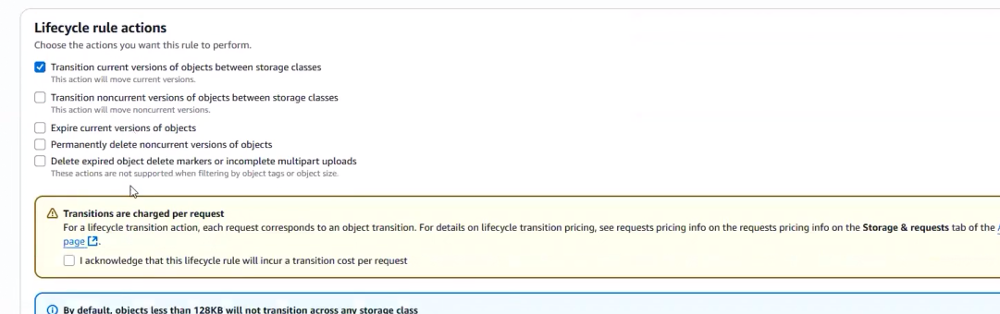 Lifecycle rule actions
Choose the actions you want this rule to perform.
Transition current versions of objects between storage classes
This action will move current versions.
Transition noncurrent versions of objects between storage classes
This action will move noncurrent versions.
Expire current versions of objects
Permanently delete noncurrent versions of objects
Delete expired object delete markers or incomplete multipart uploads
These actions are not supported when filtering by object tags or object size.
Transitions are charged per request
For a lifecycle transition action, each request corresponds to an object transition. For details on lifecycle transition pricing, see requests pricing info on the requests pricing info on the Storage & requests tab of the
page.
I acknowledge that this lifecycle rule will incur a transition cost per request
By default, objects less than 128KB will not transition across any storage class